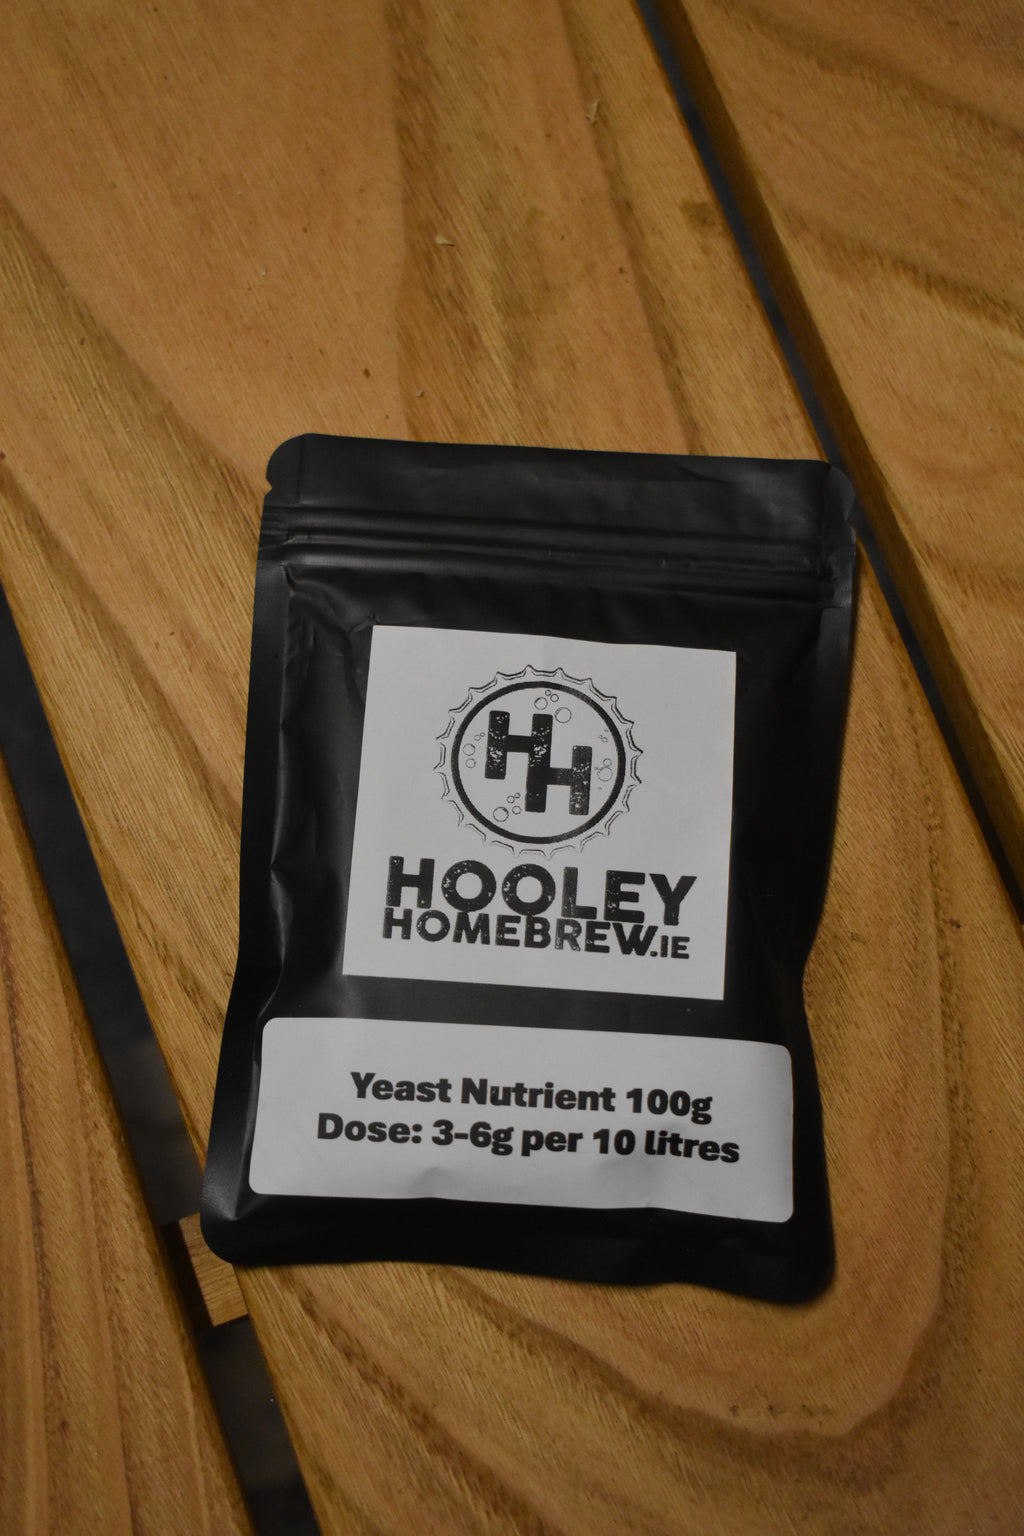 HH
HOOLEY
HOMEBREW.IE
Yeast Nutrient 100g
Dose: 3-6g per 10 litres